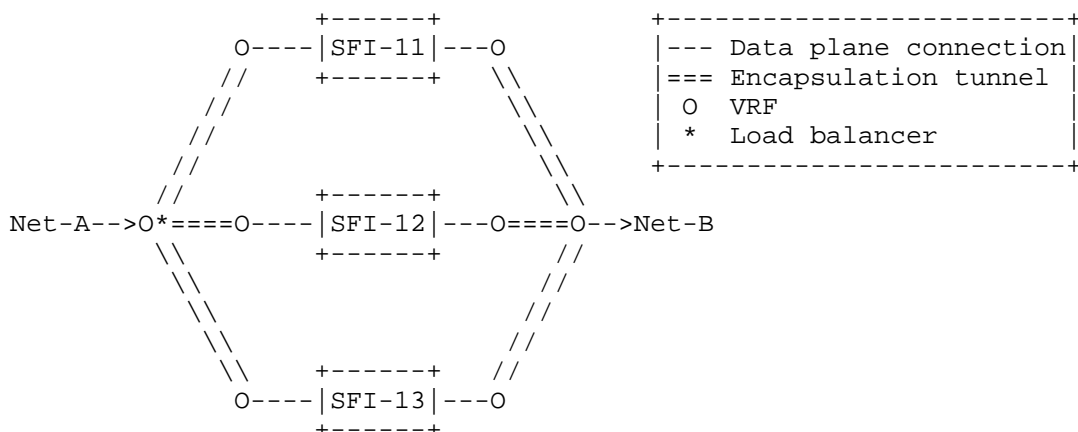 +------+                  +---------------------------+
                   O----|SFI-11|---O              |--- Data plane connection|
                  //      +------+    \\            |=== Encapsulation tunnel |
                 //                    \\           | O  VRF                  |
                //                      \\          | *  Load balancer        |
               //                        \\         +---------------------------+
              //          +------+        \\
Net-A-->O*====O----|SFI-12|---O====O-->Net-B
              \\          +------+        //
               \\                        //
                \\                      //
                 \\                    //
                  \\      +------+    //
                   O----|SFI-13|---O
                          +------+